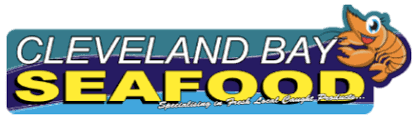 CLEVELAND BAY
SEAFOOD
Specialising in Fresh Local Caught Products...